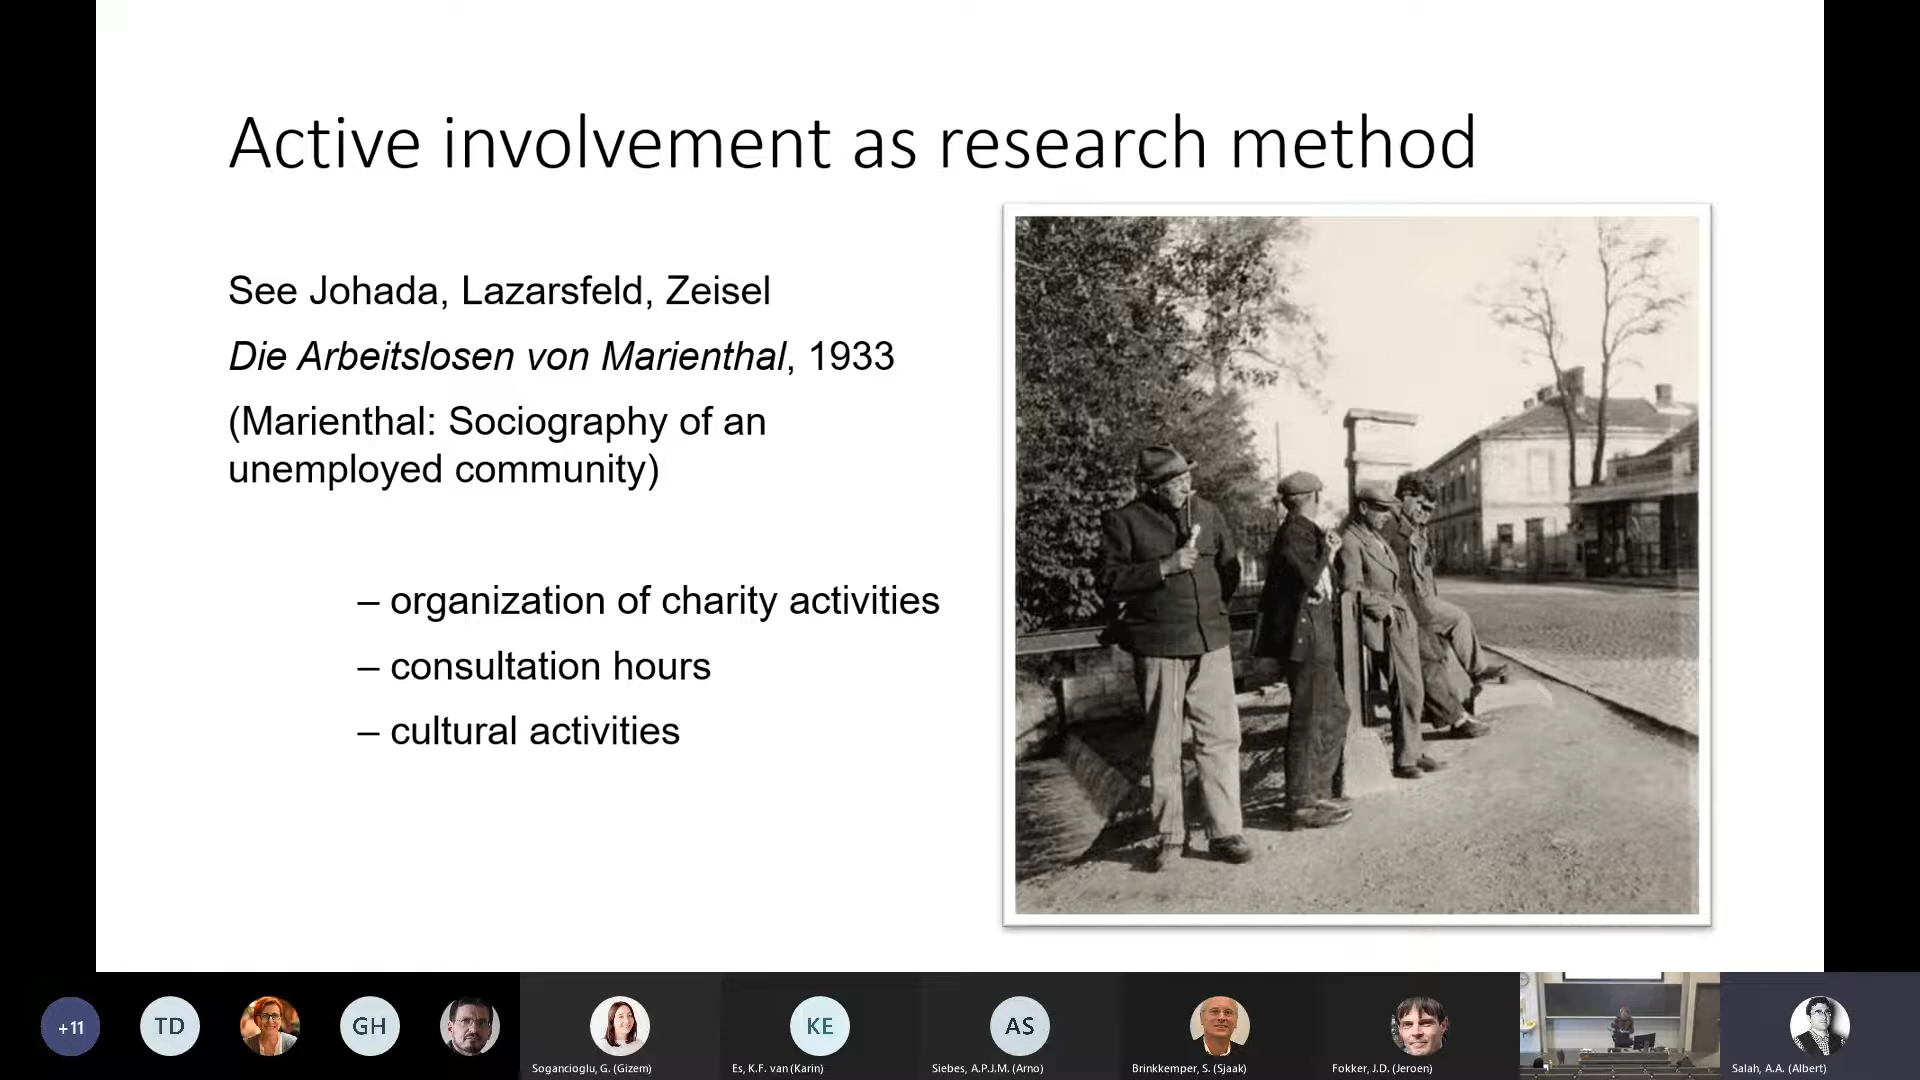 Active involvement as research method
See Johada, Lazarsfeld, Zeisel
Die Arbeitslosen von Marienthal, 1933
(Marienthal: Sociography of an
unemployed community)
– organization of charity activities
– consultation hours
– cultural activities
+11
TD
GH
KE
AS
Sogancioglu, G. (Gizem)
Es, K.F. van (Karin)
Siebes, A.P.J.M. (Arno)
Brinkkemper, S. (Sjaak)
Fokker, J.D. (Jeroen)
Salah, A.A. (Albert)